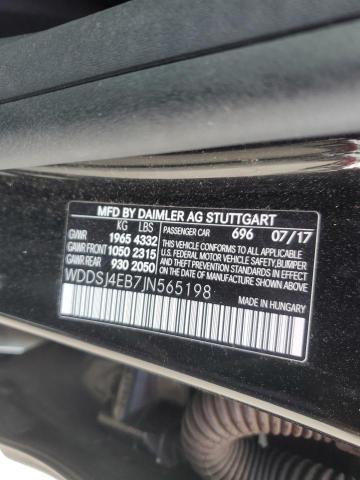 MFD BY DAIMLER AG STUTTGART
KG LBS PASSENGER CAR 696 07/17
GVWR 1965 4332
GAWR FRONT 1050 2315
GAWR REAR 930 2050
THIS VEHICLE CONFORMS TO ALL
APPLICABLE U.S. FEDERAL MOTOR
VEHICLE SAFETY, BUMPER, AND
THEFT PREVENTION STANDARDS
IN EFFECT ON THE DATE OF
MANUFACTURE SHOWN ABOVE.
WDDSJ4EB7JN565198
MADE IN HUNGARY